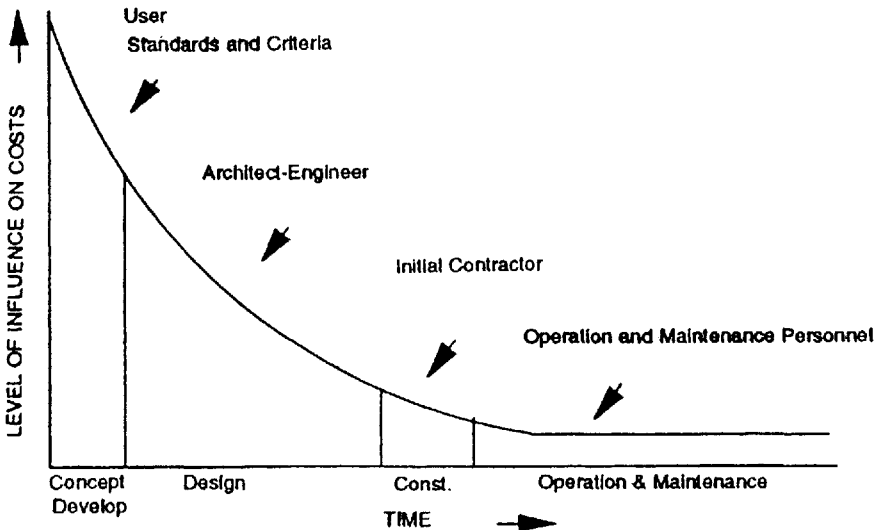 User
Standards and Criteria
Architect-Engineer
Initial Contractor
Operation and Maintenance Personnel
LEVEL OF INFLUENCE ON COSTS
Concept
Develop
Design
Const.
Operation & Maintenance
TIME